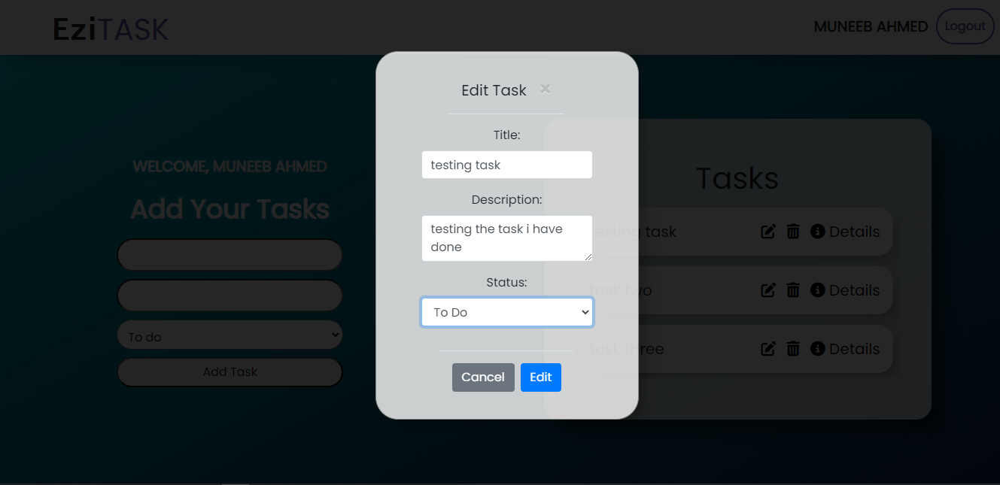 EziTASK
MUNEEB AHMED
Logout
WELCOME, MUNEEB AHMED
Add Your Tasks
To do
Add Task
Edit Task ×
Title:
testing task
Description:
testing the task i have
done
Status:
To Do
Cancel
Edit
Tasks
testing task Details
task two Details
task three Details